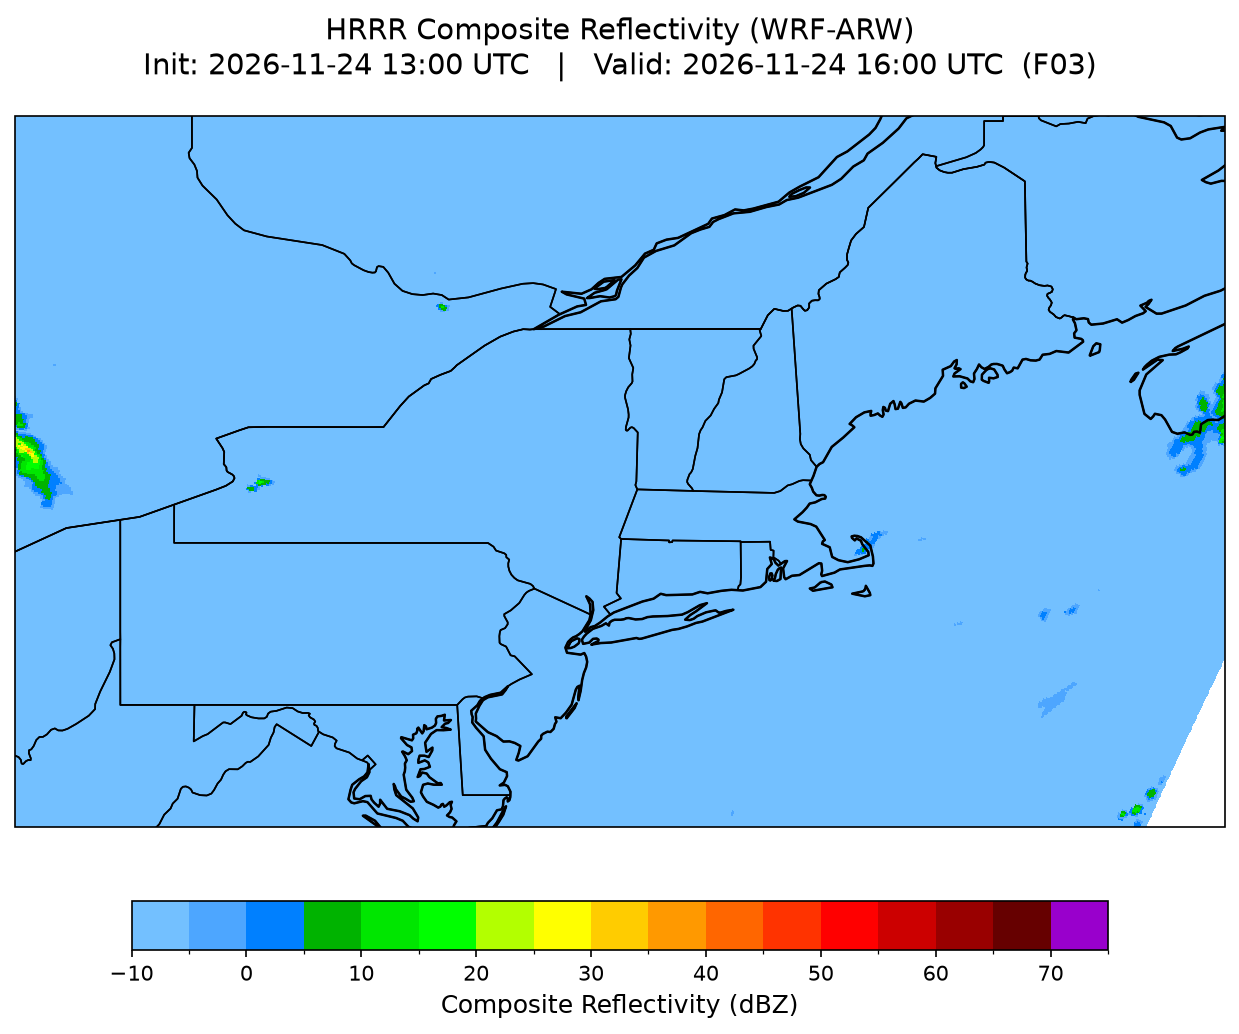 HRRR Composite Reflectivity (WRF-ARW)
Init: 2026-11-24 13:00 UTC   |   Valid: 2026-11-24 16:00 UTC  (F03)
−10 0 10 20 30 40 50 60 70
Composite Reflectivity (dBZ)